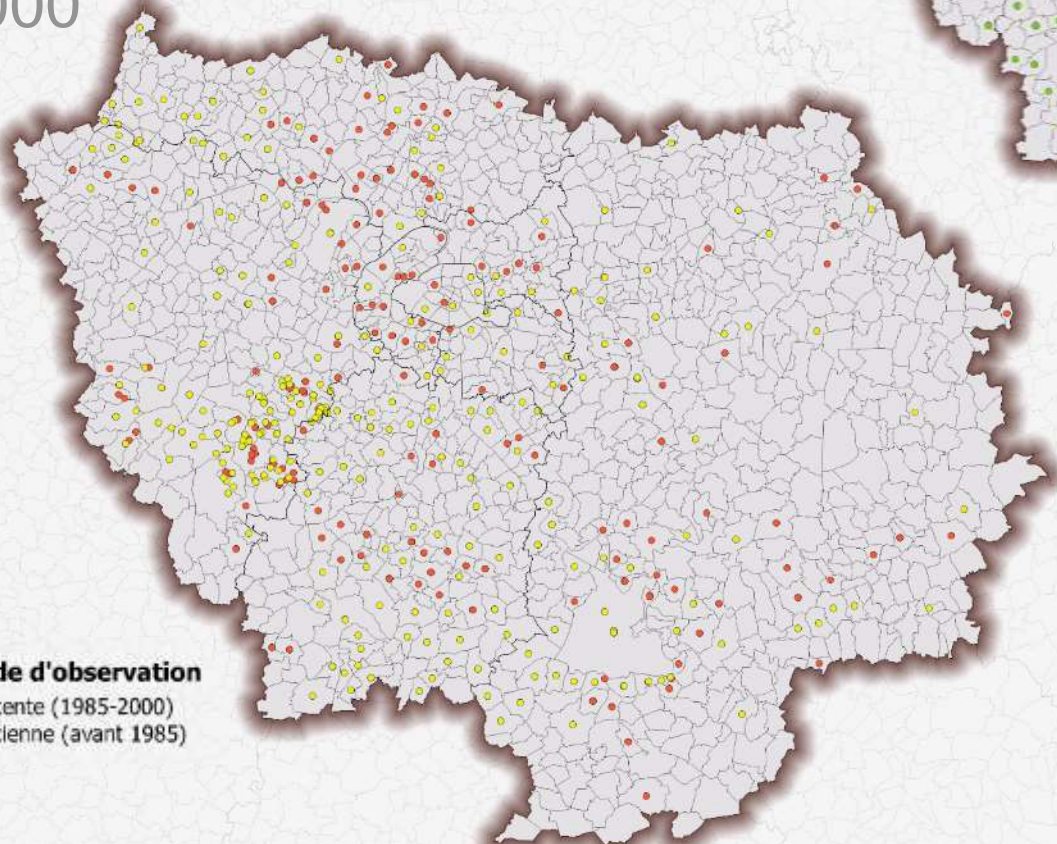 000
de d'observation
cente (1985-2000)
ienne (avant 1985)